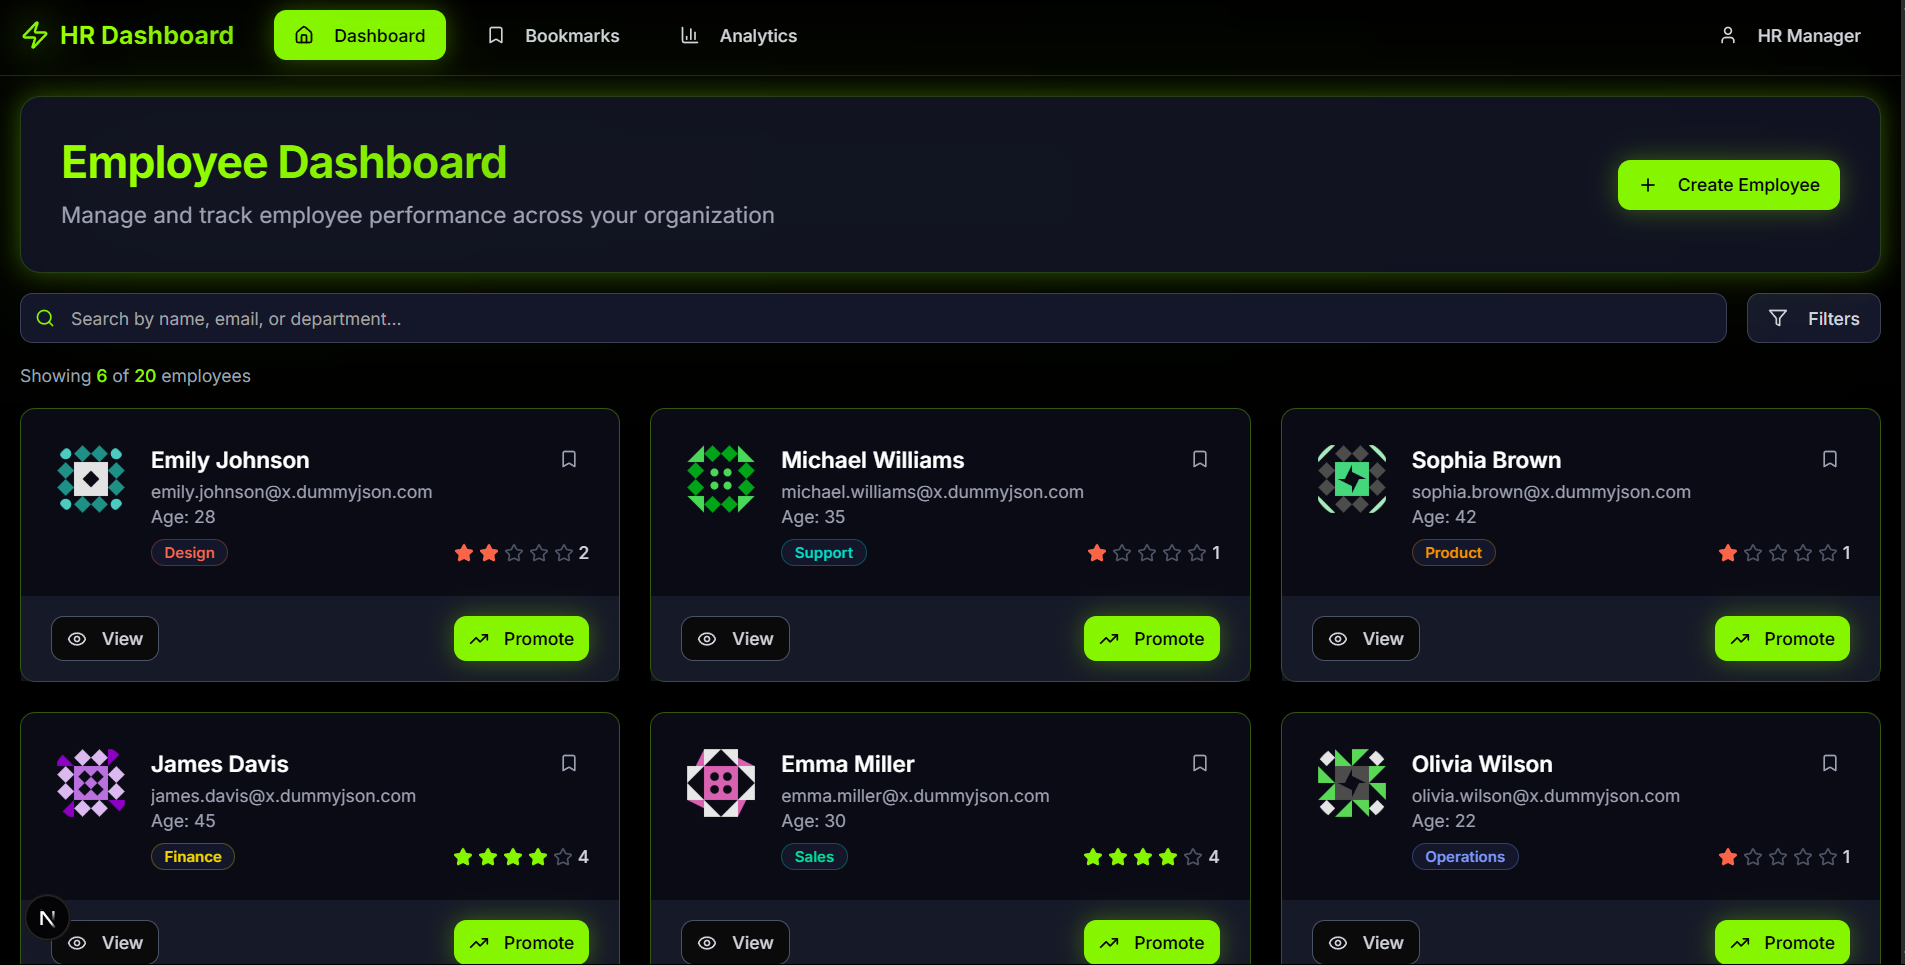 HR Dashboard
Dashboard
Bookmarks
Analytics
HR Manager
Employee Dashboard
Manage and track employee performance across your organization
Create Employee
Search by name, email, or department...
Filters
Showing 6 of 20 employees
Emily Johnson
emily.johnson@x.dummyjson.com
Age: 28
Design
2
View
Promote
Michael Williams
michael.williams@x.dummyjson.com
Age: 35
Support
1
View
Promote
Sophia Brown
sophia.brown@x.dummyjson.com
Age: 42
Product
1
View
Promote
James Davis
james.davis@x.dummyjson.com
Age: 45
Finance
4
N
View
Promote
Emma Miller
emma.miller@x.dummyjson.com
Age: 30
Sales
4
View
Promote
Olivia Wilson
olivia.wilson@x.dummyjson.com
Age: 22
Operations
1
View
Promote